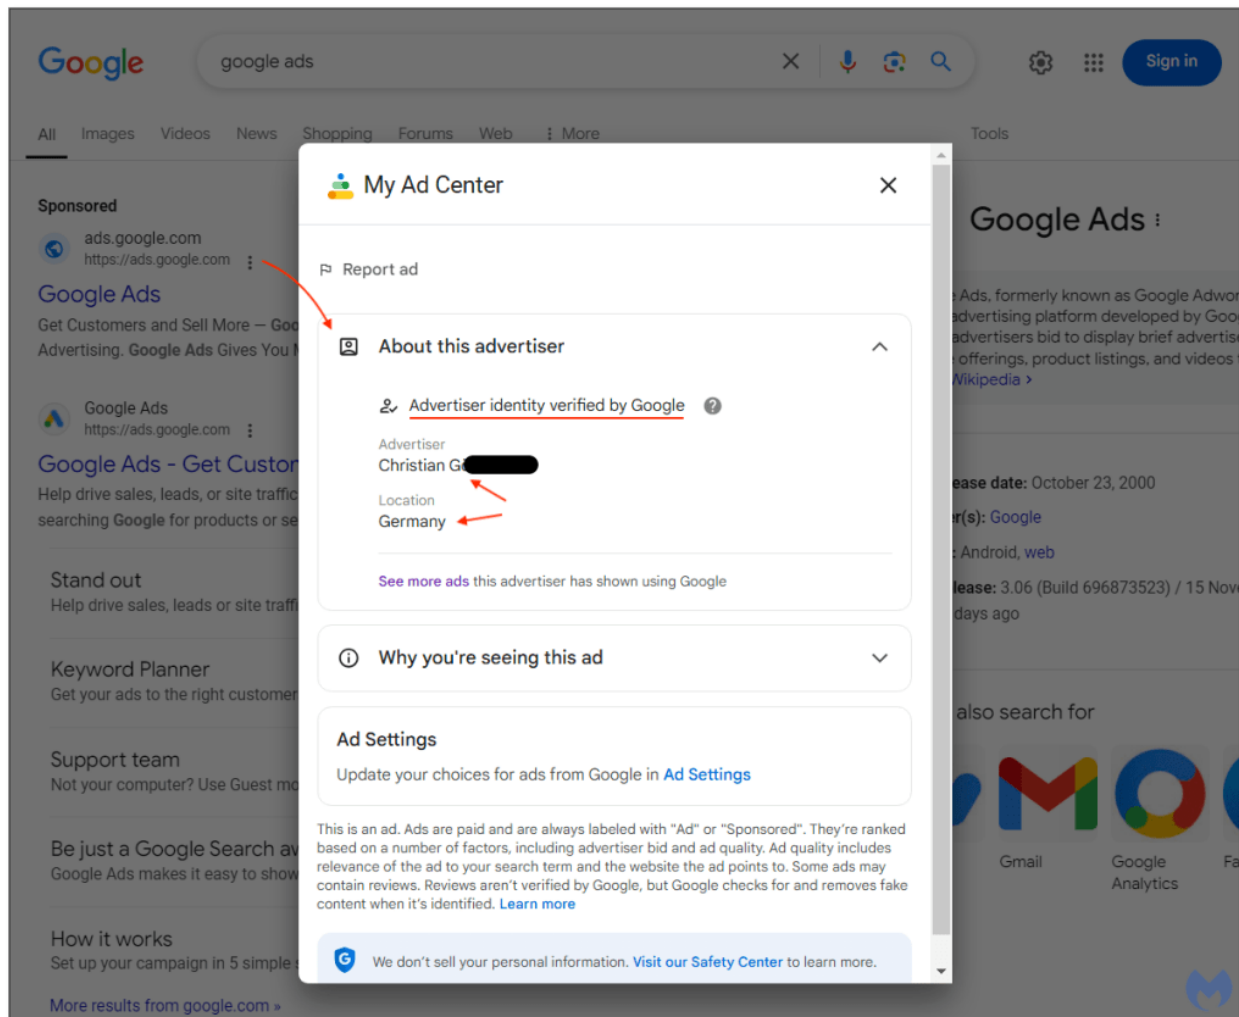 Google
google ads
Sign in
All Images Videos News Shopping Forums Web More
Tools
Sponsored
ads.google.com
https://ads.google.com
Google Ads
Get Customers and Sell More — Goo
Advertising. Google Ads Gives You
Google Ads
https://ads.google.com
Google Ads - Get Custon
Help drive sales, leads, or site traffic
searching Google for products or se
Stand out
Help drive sales, leads or site traffi
Keyword Planner
Get your ads to the right customer
Support team
Not your computer? Use Guest mo
Be just a Google Search av
Google Ads makes it easy to show
How it works
Set up your campaign in 5 simple
More results from google.com »
My Ad Center
Report ad
About this advertiser
Advertiser identity verified by Google
Advertiser
Christian G
Location
Germany
See more ads this advertiser has shown using Google
Why you're seeing this ad
Ad Settings
Update your choices for ads from Google in Ad Settings
This is an ad. Ads are paid and are always labeled with "Ad" or "Sponsored". They're ranked
based on a number of factors, including advertiser bid and ad quality. Ad quality includes
relevance of the ad to your search term and the website the ad points to. Some ads may
contain reviews. Reviews aren't verified by Google, but Google checks for and removes fake
content when it's identified. Learn more
G
We don't sell your personal information. Visit our Safety Center to learn more.
Google Ads
Ads, formerly known as Google Adwor
advertising platform developed by Goo
advertisers bid to display brief advertise
offerings, product listings, and videos
Wikipedia >
ease date: October 23, 2000
er(s): Google
: Android, web
lease: 3.06 (Build 696873523) / 15 Nove
days ago
also search for
Gmail
Google
Analytics
Fa